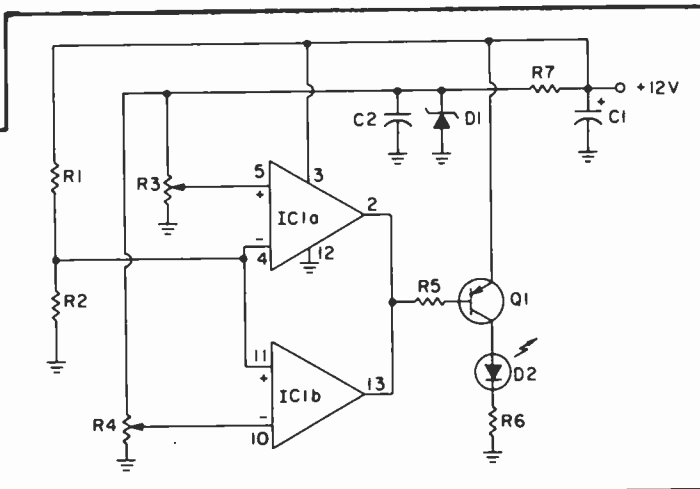 R7
+12V
+
C1
C2
D1
R1
R3
5
+
3
IC1a
2
-
4
12
R2
R5
Q1
11
+
IC1b
13
D2
-
10
R4
R6